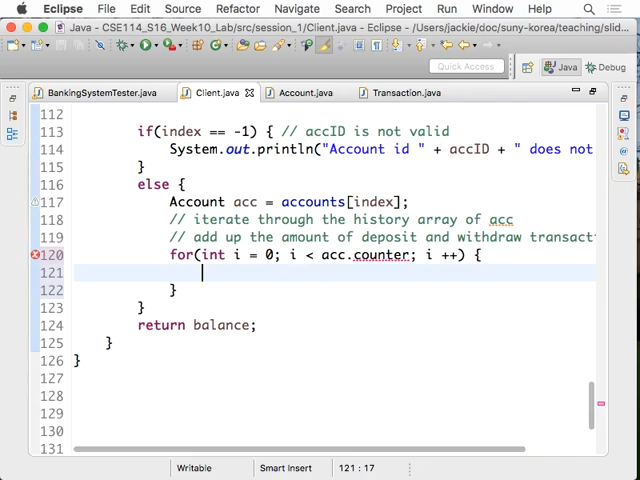 Eclipse File Edit Source Refactor Navigate Search Project Run Window Help
Java - CSE114_S16_Week10_Lab/src/session_1/Client.java - Eclipse - /Users/jackie/doc/suny-korea/teaching/slid
Quick Access Java Debug
BankingSystemTester.java Client.java Account.java Transaction.java
112
113 if(index == -1) { // accID is not valid
114 System.out.println("Account id " + accID + " does not
115 }
116 else {
117 Account acc = accounts[index];
118 // iterate through the history array of acc
119 // add up the amount of deposit and withdraw transacti
120 for(int i = 0; i < acc.counter; i ++) {
121
122 }
123 }
124 return balance;
125 }
126 }
127
128
129
130
131
Writable Smart Insert 121 : 17